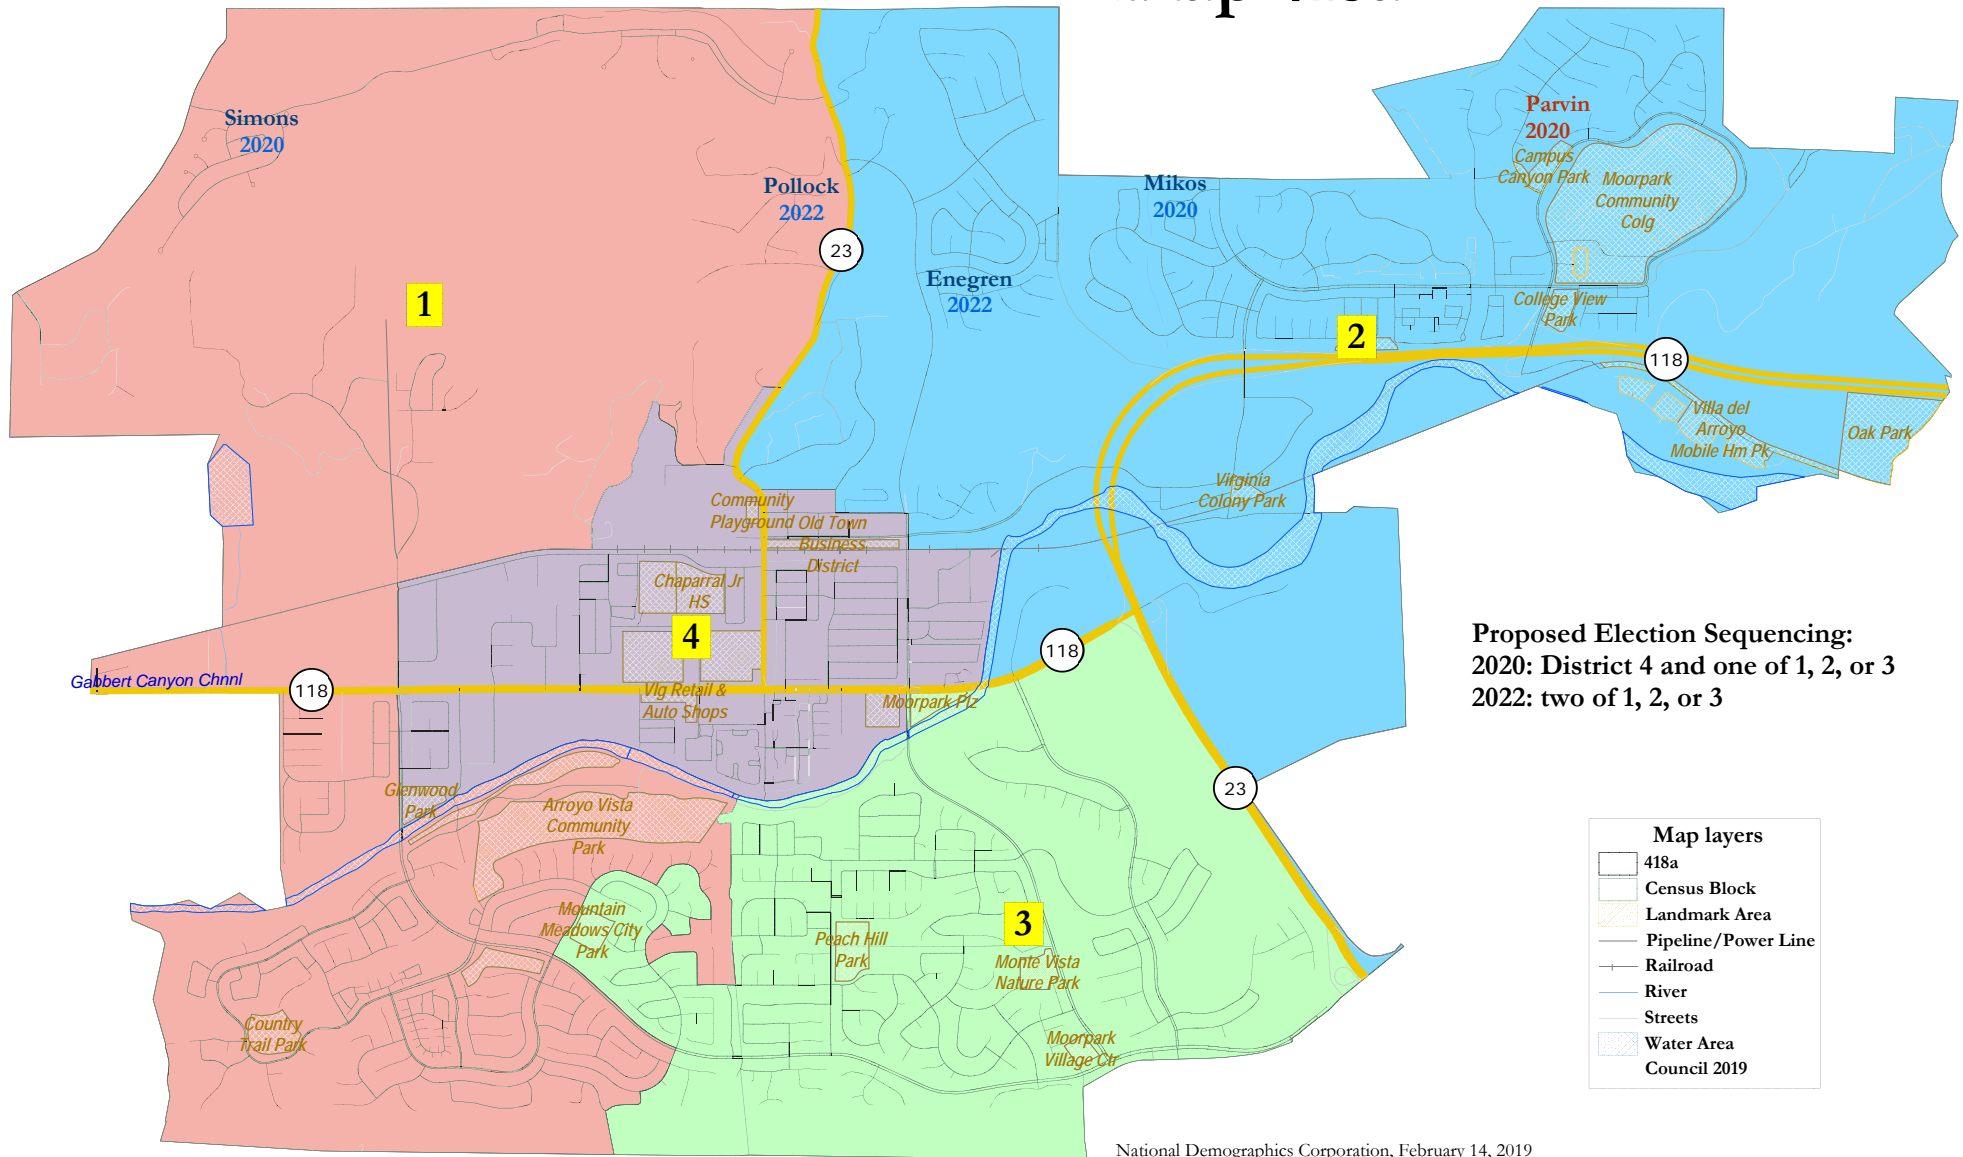 Simons
2020
Pollock
2022
23
Enegren
2022
Mikos
2020
Parvin
2020
Campus
Canyon Park
Moorpark
Community
Colg
College View
Park
1
2
118
Villa del
Arroyo
Mobile Hm Pk
Oak Park
Virginia
Colony Park
Community
Playground
Old Town
Business
District
Chaparral Jr
HS
4
118
Gabbert Canyon Chnnl
118
Vlg Retail &
Auto Shops
Moorpark Plz
Proposed Election Sequencing:
2020: District 4 and one of 1, 2, or 3
2022: two of 1, 2, or 3
23
Glenwood
Park
Arroyo Vista
Community
Park
Mountain
Meadows City
Park
3
Peach Hill
Park
Monte Vista
Nature Park
Country
Trail Park
Moorpark
Village Ctr
Map layers
418a
Census Block
Landmark Area
Pipeline/Power Line
Railroad
River
Streets
Water Area
Council 2019
National Demographics Corporation, February 14, 2019